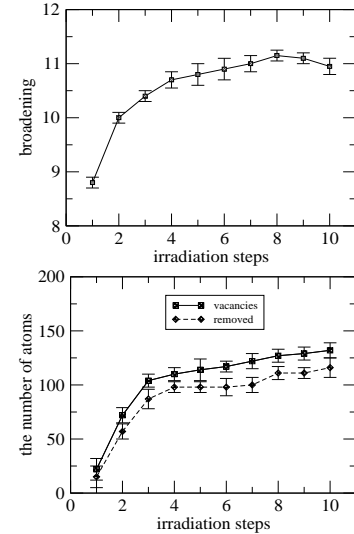 12
11
10
9
8
broadening
0 2 4 6 8 10
irradiation steps
200
150
100
50
0
the number of atoms
vacancies
removed
0 2 4 6 8 10
irradiation steps